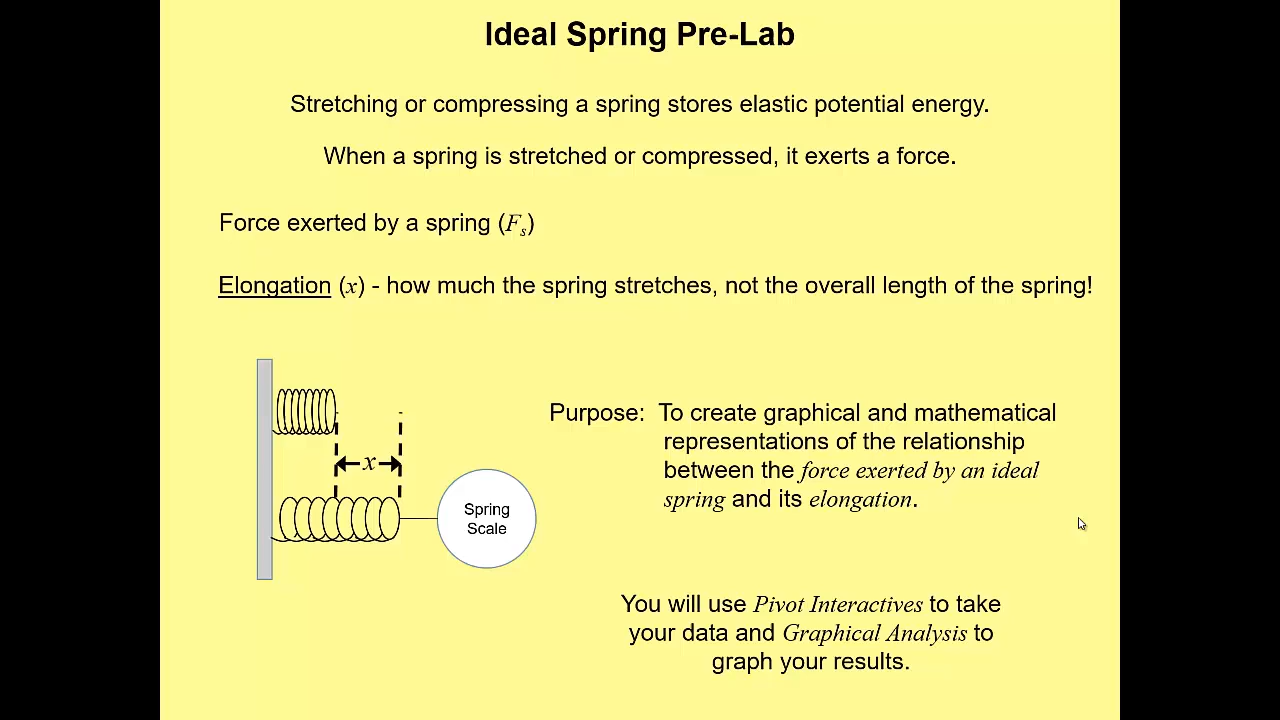 Ideal Spring Pre-Lab
Stretching or compressing a spring stores elastic potential energy.
When a spring is stretched or compressed, it exerts a force.
Force exerted by a spring (Fs)
Elongation (x) - how much the spring stretches, not the overall length of the spring!
x
Spring
Scale
Purpose: To create graphical and mathematical
representations of the relationship
between the force exerted by an ideal
spring and its elongation.
You will use Pivot Interactives to take
your data and Graphical Analysis to
graph your results.